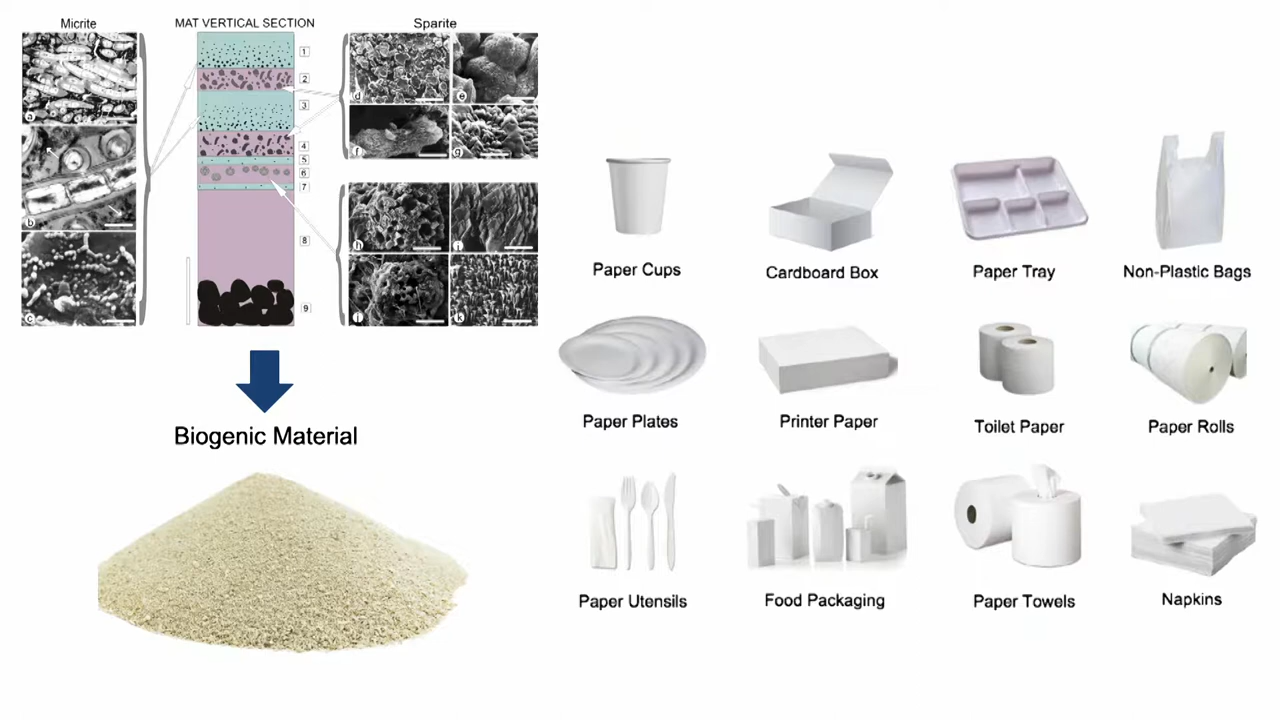 Micrite
MAT VERTICAL SECTION
Sparite
1
2
3
4
5
6
7
8
9
a
b
c
d
e
f
g
h
i
j
k
Biogenic Material
Paper Cups
Cardboard Box
Paper Tray
Non-Plastic Bags
Paper Plates
Printer Paper
Toilet Paper
Paper Rolls
Paper Utensils
Food Packaging
Paper Towels
Napkins